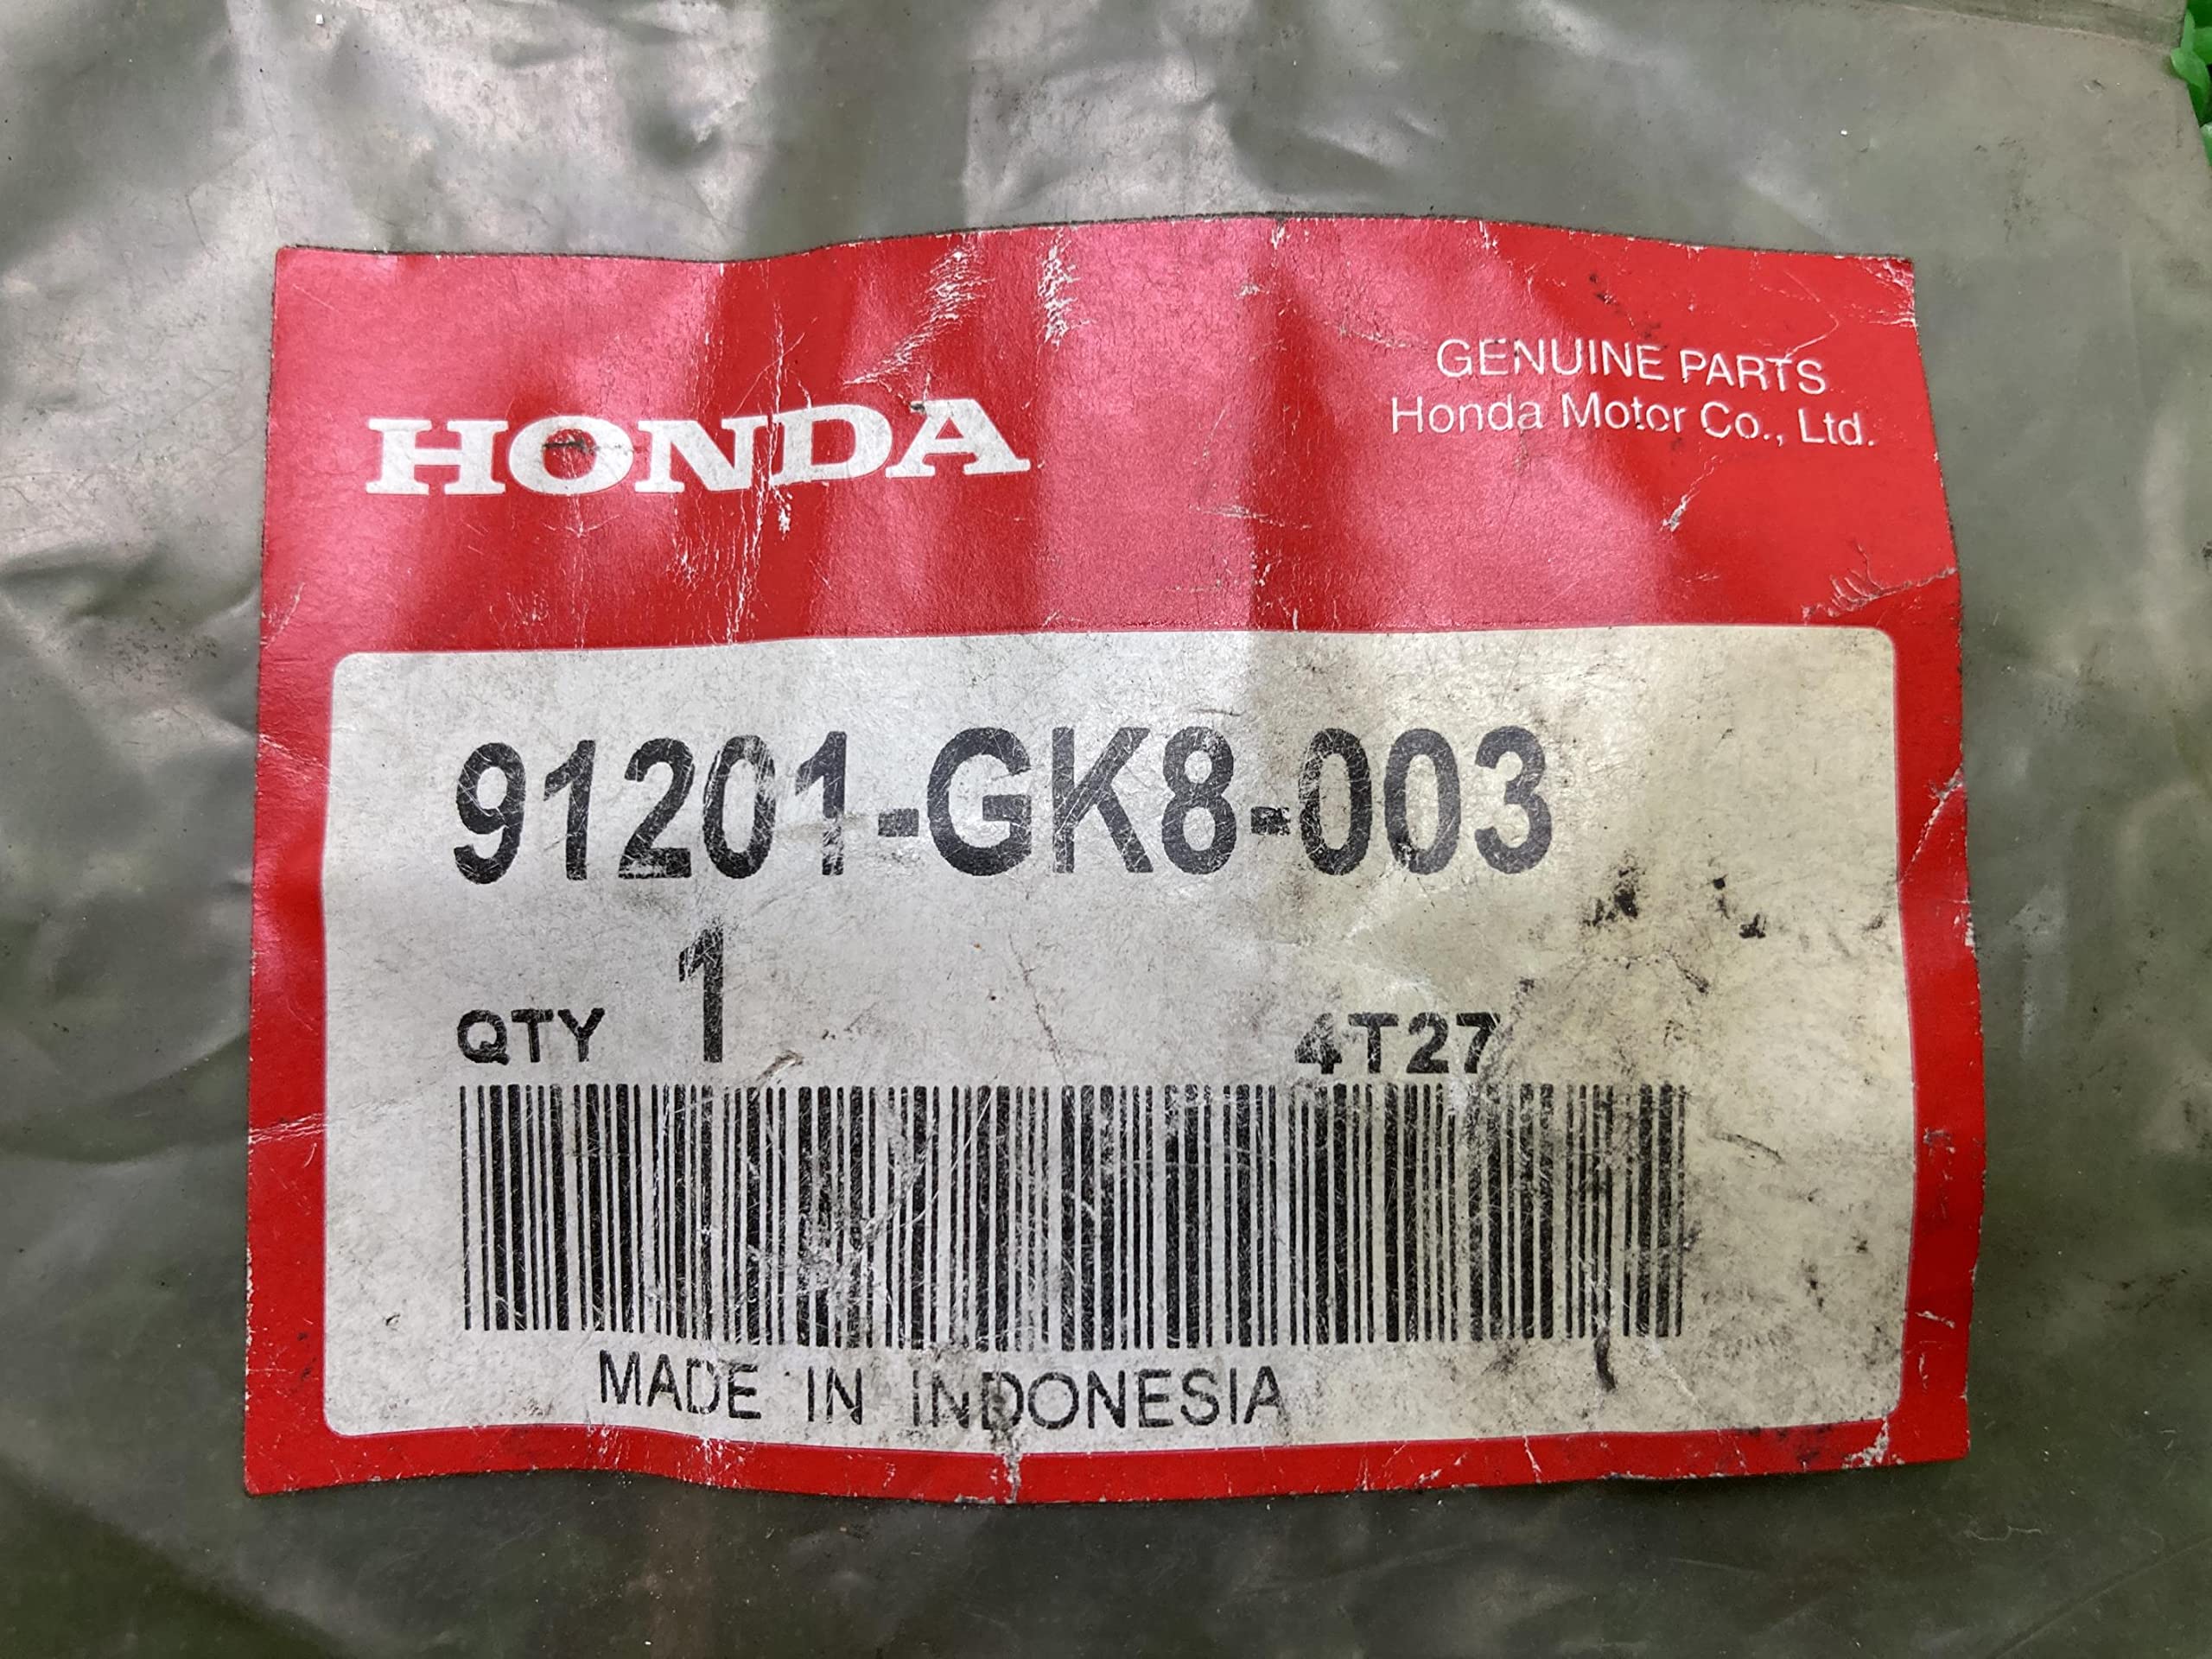 HONDA
GENUINE PARTS
Honda Motor Co., Ltd.
91201-GK8-003
QTY 1 4T27
MADE IN INDONESIA